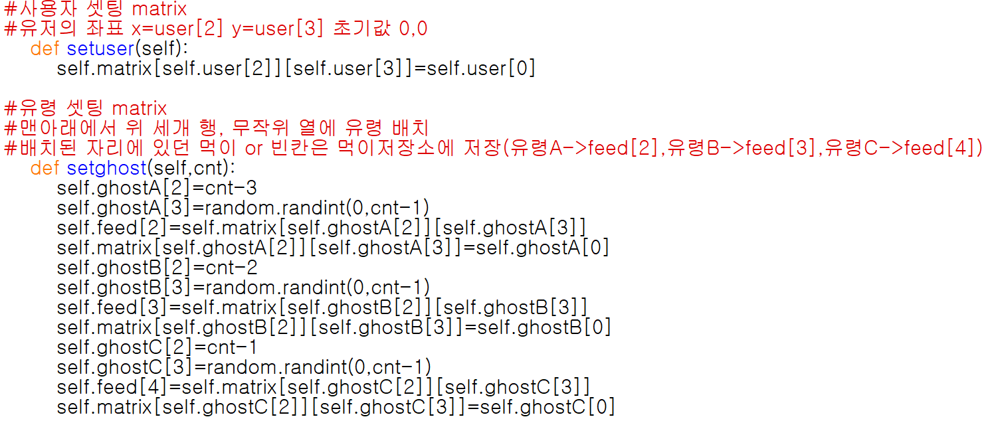 #사용자 셋팅 matrix
#유저의 좌표 x=user[2] y=user[3] 초기값 0,0
def setuser(self):
self.matrix[self.user[2]][self.user[3]]=self.user[0]
#유령 셋팅 matrix
#맨아래에서 위 세개 행, 무작위 열에 유령 배치
#배치된 자리에 있던 먹이 or 빈칸은 먹이저장소에 저장(유령A->feed[2],유령B->feed[3],유령C->feed[4])
def setghost(self,cnt):
self.ghostA[2]=cnt-3
self.ghostA[3]=random.randint(0,cnt-1)
self.feed[2]=self.matrix[self.ghostA[2]][self.ghostA[3]]
self.matrix[self.ghostA[2]][self.ghostA[3]]=self.ghostA[0]
self.ghostB[2]=cnt-2
self.ghostB[3]=random.randint(0,cnt-1)
self.feed[3]=self.matrix[self.ghostB[2]][self.ghostB[3]]
self.matrix[self.ghostB[2]][self.ghostB[3]]=self.ghostB[0]
self.ghostC[2]=cnt-1
self.ghostC[3]=random.randint(0,cnt-1)
self.feed[4]=self.matrix[self.ghostC[2]][self.ghostC[3]]
self.matrix[self.ghostC[2]][self.ghostC[3]]=self.ghostC[0]